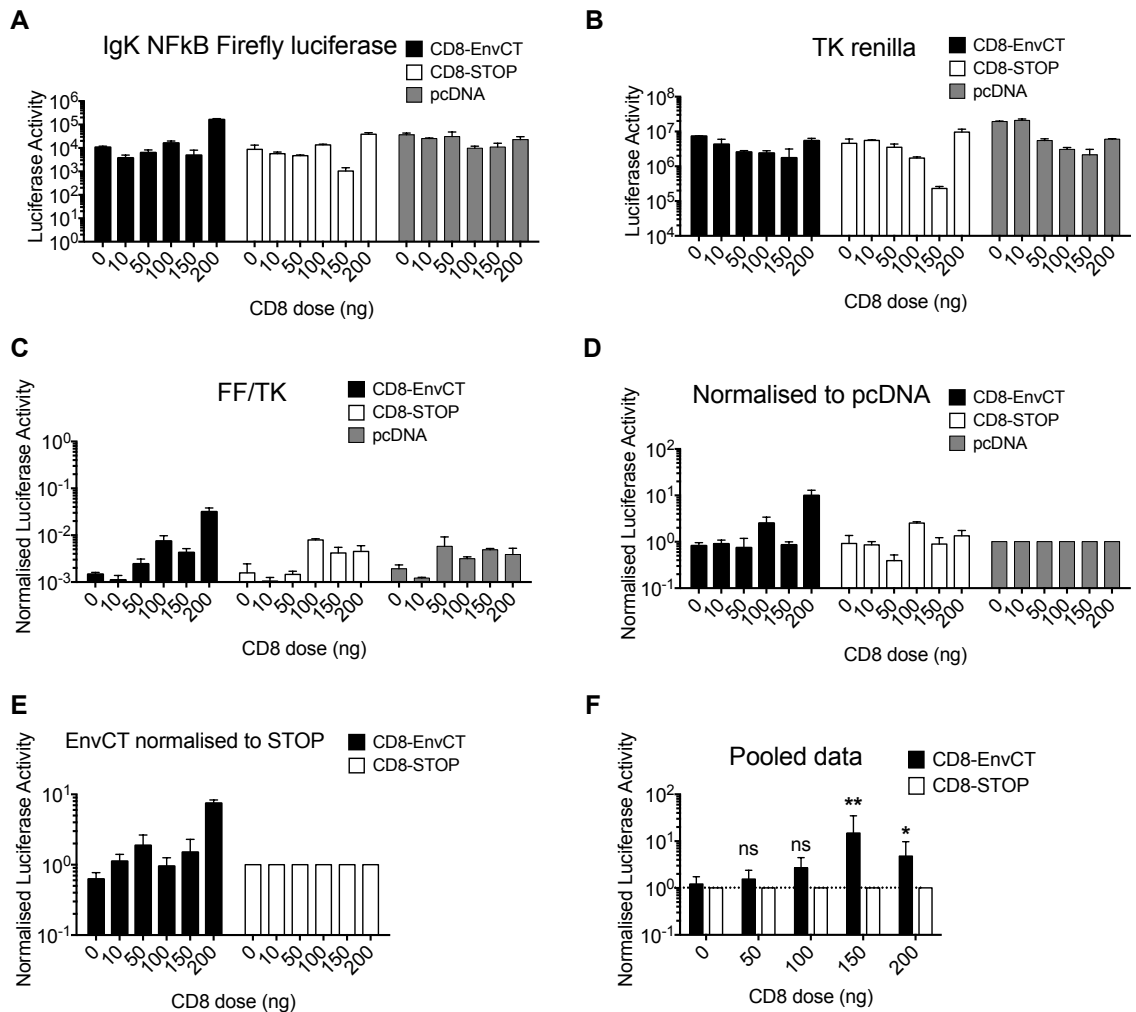 A
IgK NFkB Firefly luciferase
CD8-EnvCT
CD8-STOP
pcDNA
Luciferase Activity
10^6
10^5
10^4
10^3
10^2
10^1
10^0
0 10 50 100 150 200 0 10 50 100 150 200 0 10 50 100 150 200
CD8 dose (ng)
B
TK renilla
CD8-EnvCT
CD8-STOP
pcDNA
Luciferase Activity
10^8
10^7
10^6
10^5
10^4
0 10 50 100 150 200 0 10 50 100 150 200 0 10 50 100 150 200
CD8 dose (ng)
C
FF/TK
CD8-EnvCT
CD8-STOP
pcDNA
Normalised Luciferase Activity
10^0
10^-1
10^-2
10^-3
0 10 50 100 150 200 0 10 50 100 150 200 0 10 50 100 150 200
CD8 dose (ng)
D
Normalised to pcDNA
CD8-EnvCT
CD8-STOP
pcDNA
Normalised Luciferase Activity
10^2
10^1
10^0
10^-1
0 10 50 100 150 200 0 10 50 100 150 200 0 10 50 100 150 200
CD8 dose (ng)
E
EnvCT normalised to STOP
CD8-EnvCT
CD8-STOP
Normalised Luciferase Activity
10^1
10^0
10^-1
0 10 50 100 150 200 0 10 50 100 150 200
CD8 dose (ng)
F
Pooled data
CD8-EnvCT
CD8-STOP
Normalised Luciferase Activity
10^2
10^1
10^0
10^-1
ns ns ** *
0 50 100 150 200
CD8 dose (ng)